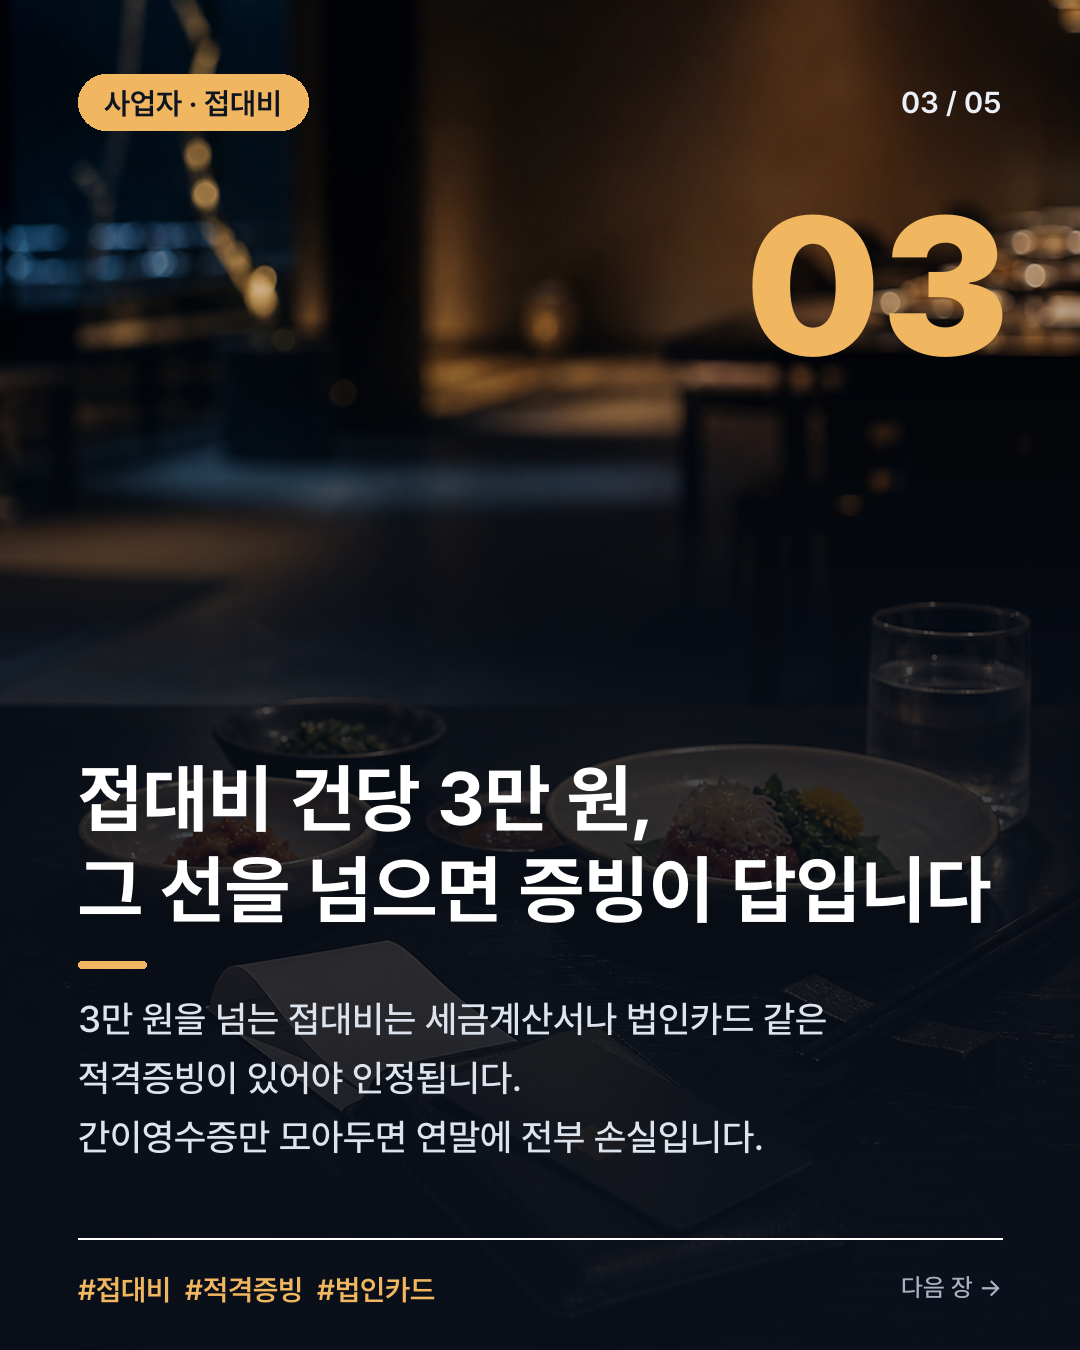 사업자 · 접대비
03 / 05
03
접대비 건당 3만 원,
그 선을 넘으면 증빙이 답입니다
3만 원을 넘는 접대비는 세금계산서나 법인카드 같은
적격증빙이 있어야 인정됩니다.
간이영수증만 모아두면 연말에 전부 손실입니다.
#접대비 #적격증빙 #법인카드
다음 장 →